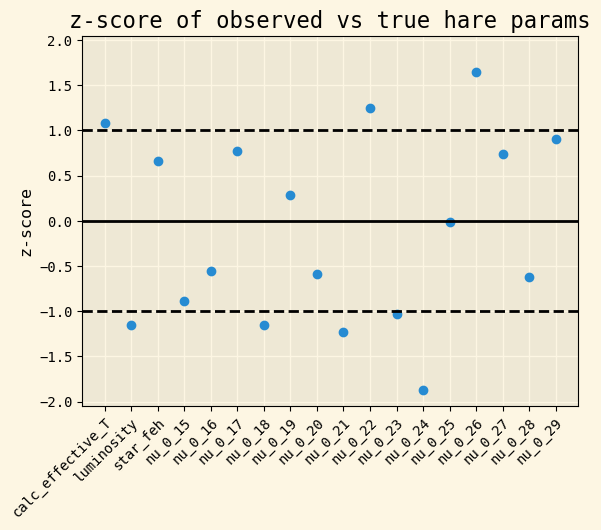 z-score of observed vs true hare params
z-score
2.0
1.5
1.0
0.5
0.0
−0.5
−1.0
−1.5
−2.0
calc_effective_T
luminosity
star_feh
nu_0_15
nu_0_16
nu_0_17
nu_0_18
nu_0_19
nu_0_20
nu_0_21
nu_0_22
nu_0_23
nu_0_24
nu_0_25
nu_0_26
nu_0_27
nu_0_28
nu_0_29